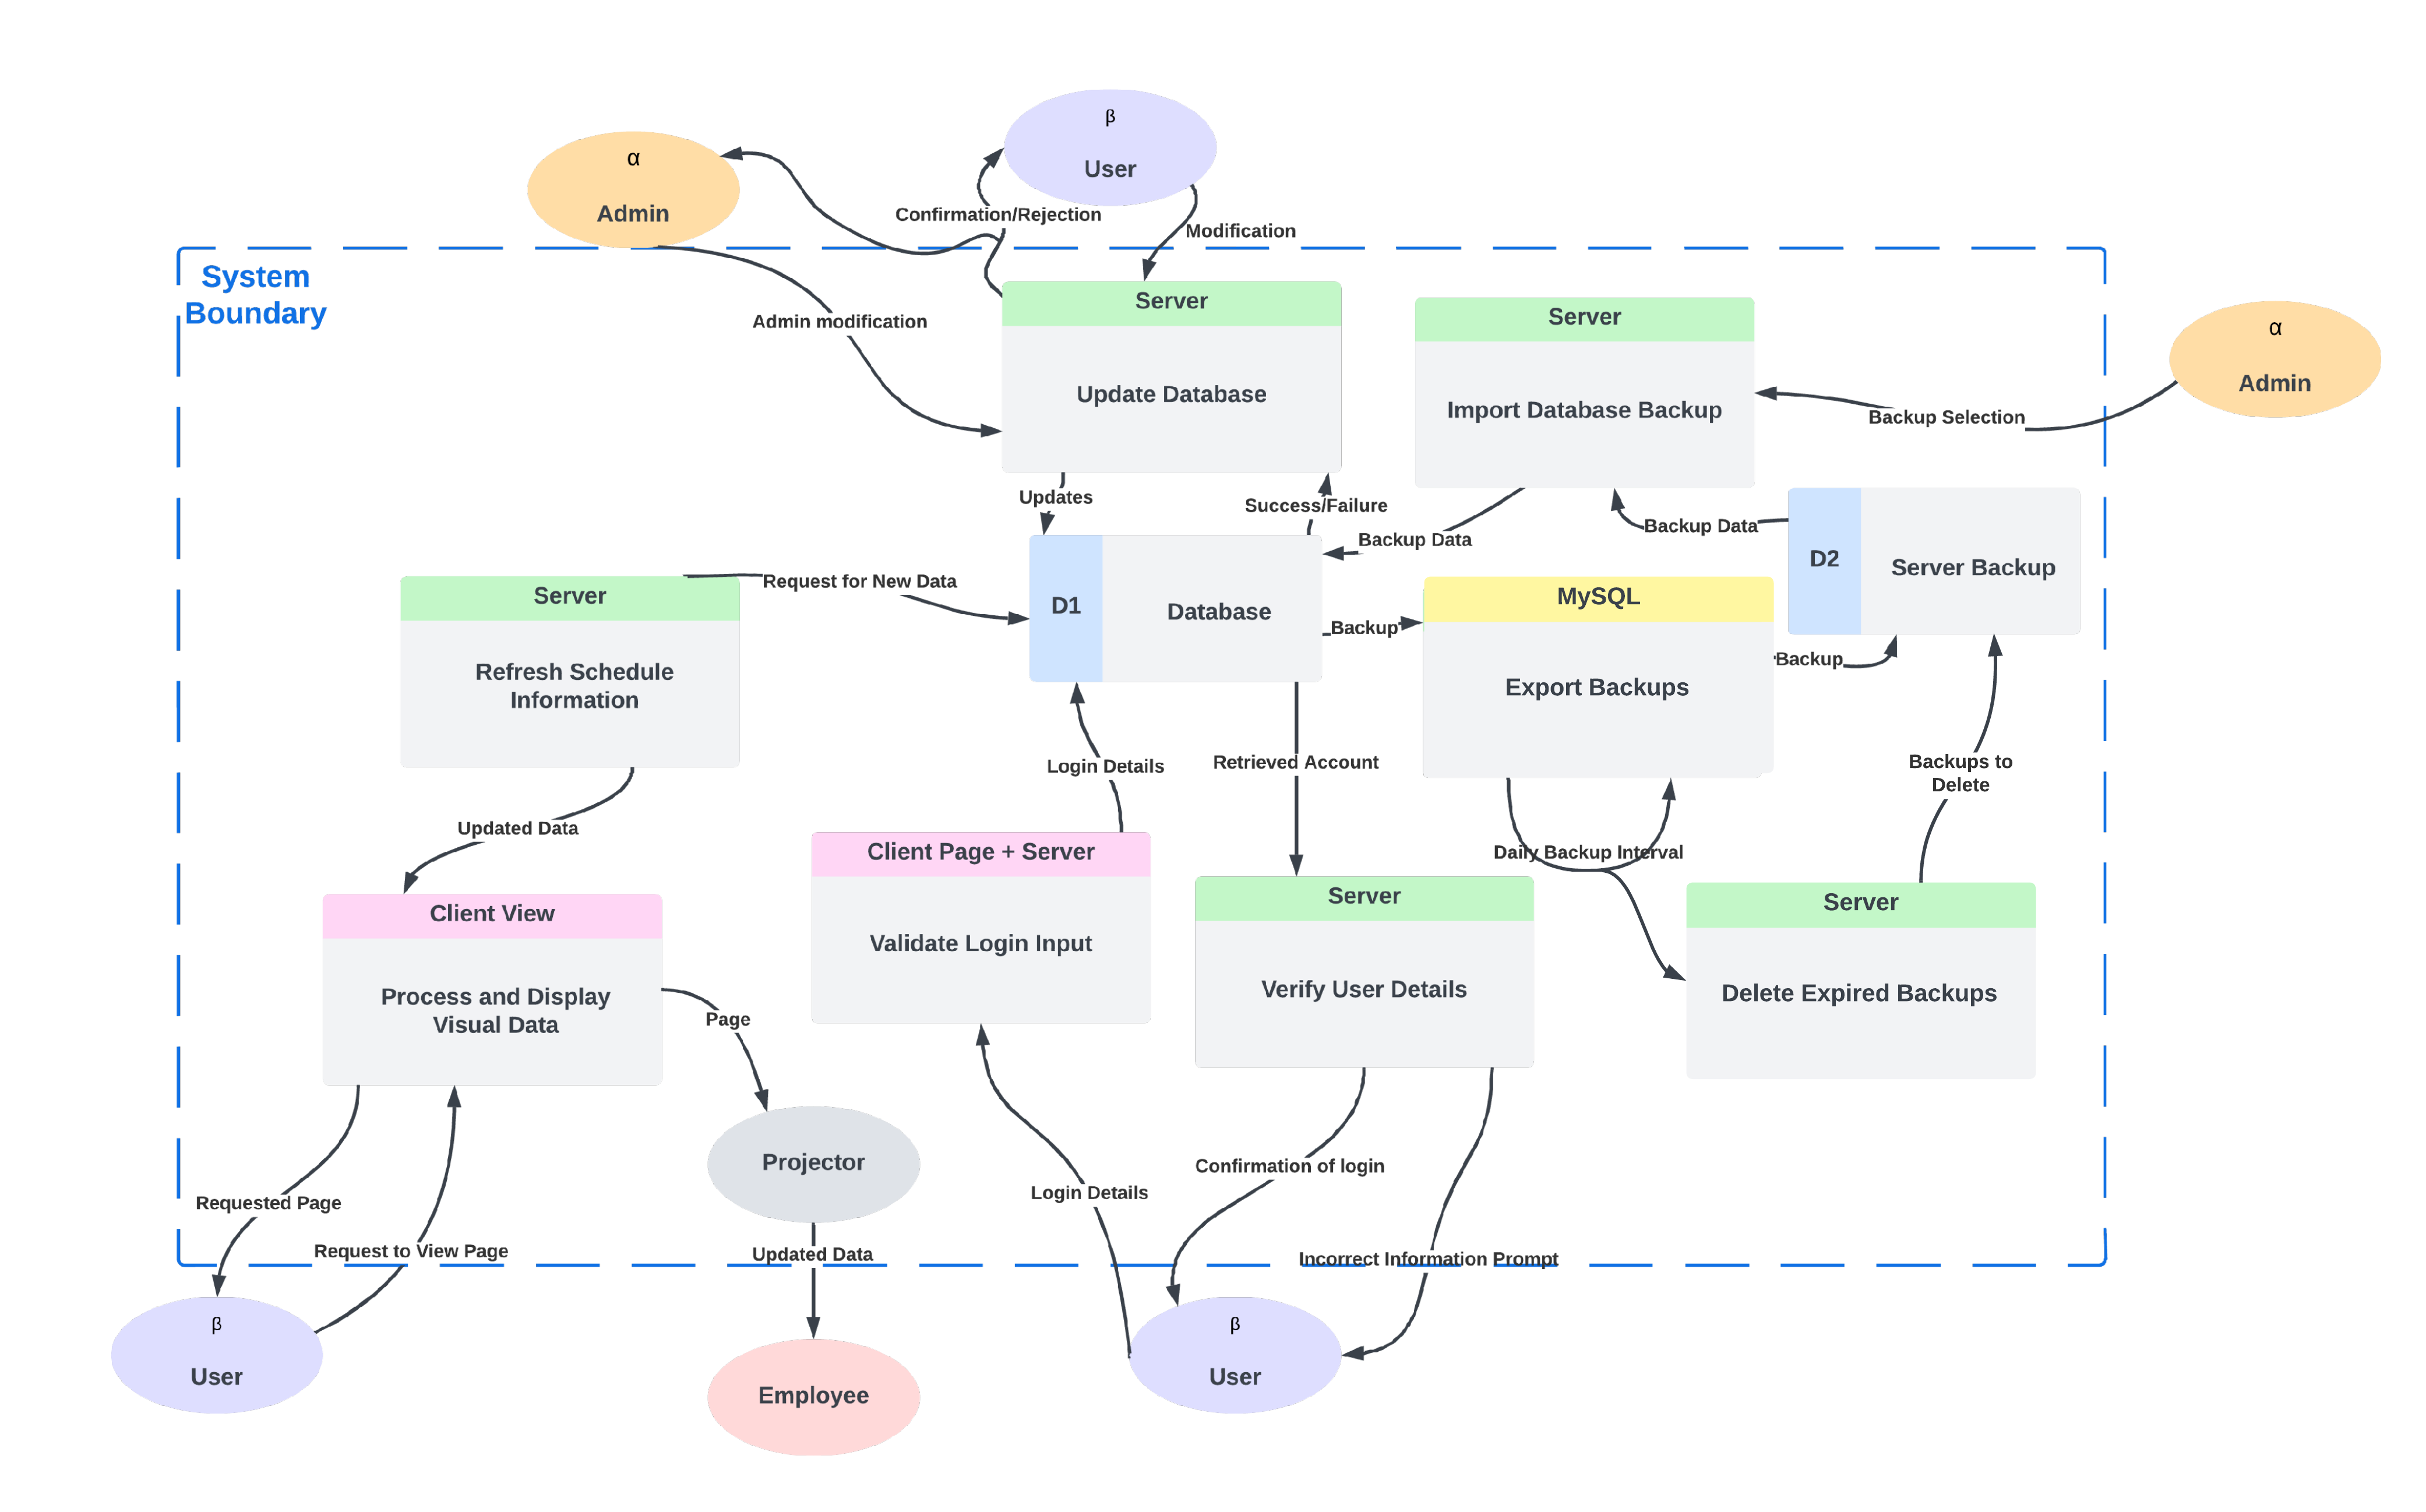 β
User
α
Admin
Confirmation/Rejection
Modification
System
Boundary
Admin modification
Server
Update Database
Server
Import Database Backup
α
Admin
Backup Selection
Updates
Success/Failure
Backup Data
Backup Data
D2
Server Backup
Request for New Data
D1
Database
Backup
MySQL
Export Backups
Backup
Server
Refresh Schedule
Information
Login Details
Retrieved Account
Backups to
Delete
Updated Data
Daily Backup Interval
Client View
Process and Display
Visual Data
Client Page + Server
Validate Login Input
Server
Verify User Details
Server
Delete Expired Backups
Page
Projector
Requested Page
Request to View Page
Updated Data
Login Details
Confirmation of login
Incorrect Information Prompt
β
User
Employee
β
User